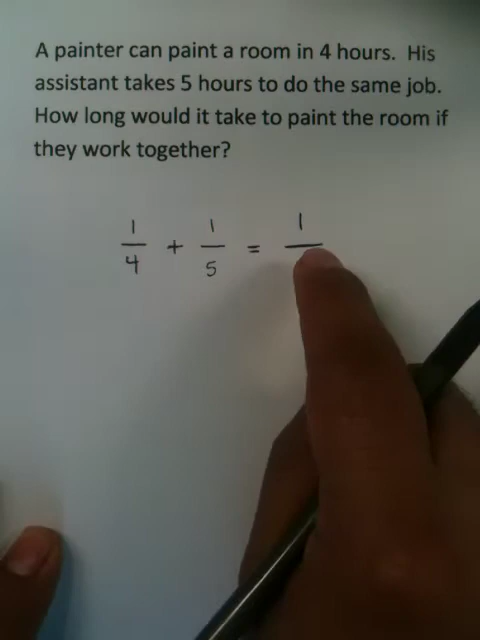 A painter can paint a room in 4 hours. His
assistant takes 5 hours to do the same job.
How long would it take to paint the room if
they work together?
1/4 + 1/5 = 1/